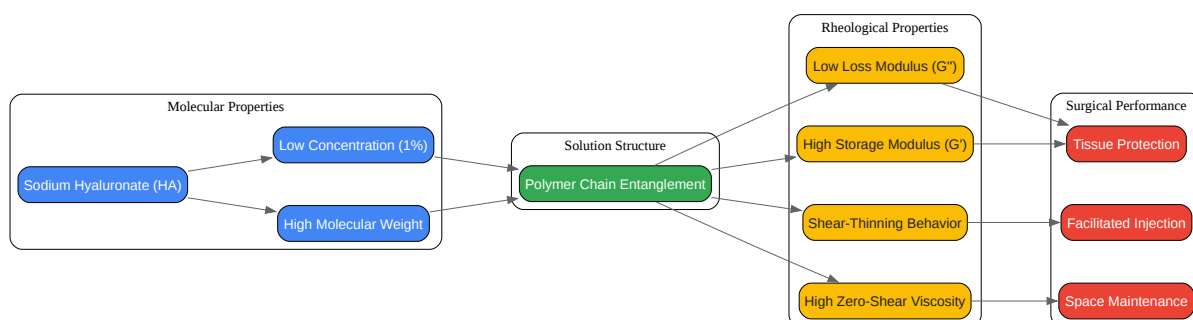 Molecular Properties
Sodium Hyaluronate (HA)
Low Concentration (1%)
High Molecular Weight
Solution Structure
Polymer Chain Entanglement
Rheological Properties
Low Loss Modulus (G")
High Storage Modulus (G')
Shear-Thinning Behavior
High Zero-Shear Viscosity
Surgical Performance
Tissue Protection
Facilitated Injection
Space Maintenance